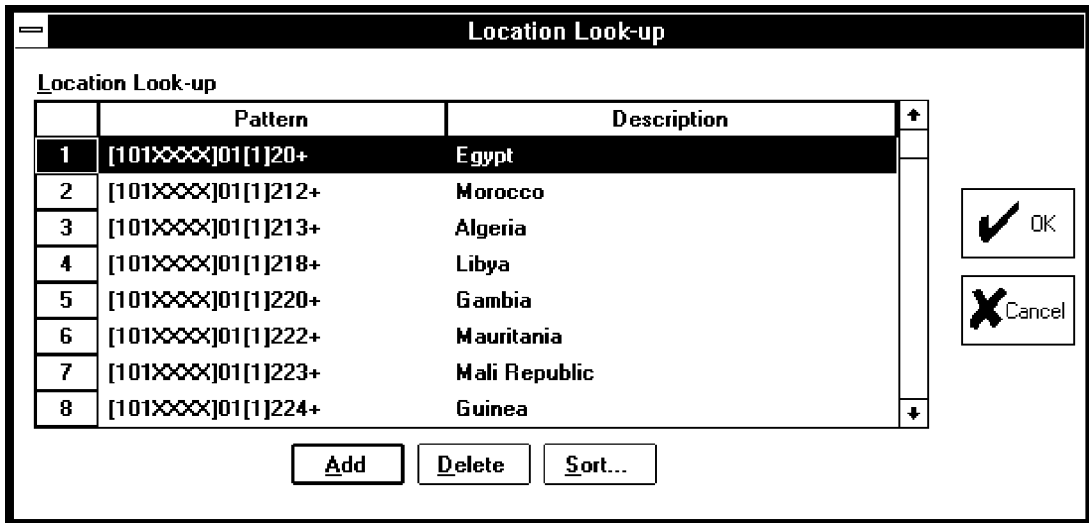 Location Look-up
Location Look-up
Pattern Description
1 [101XXXX]01[1]20+ Egypt
2 [101XXXX]01[1]212+ Morocco
3 [101XXXX]01[1]213+ Algeria
4 [101XXXX]01[1]218+ Libya
5 [101XXXX]01[1]220+ Gambia
6 [101XXXX]01[1]222+ Mauritania
7 [101XXXX]01[1]223+ Mali Republic
8 [101XXXX]01[1]224+ Guinea
OK
Cancel
Add Delete Sort...